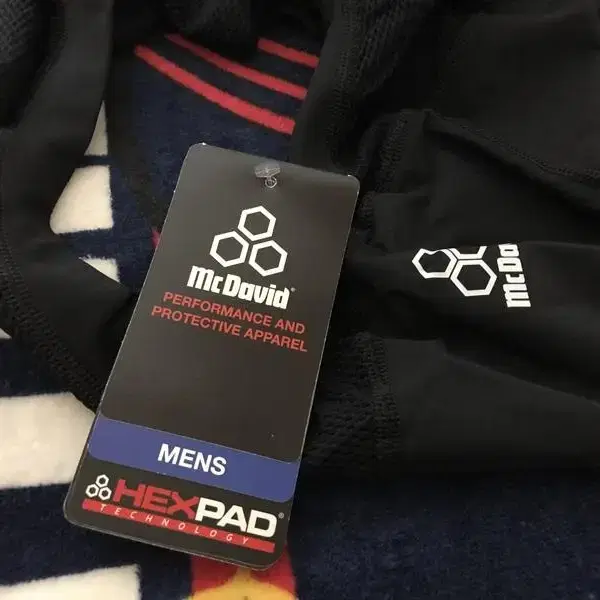 McDavid®
PERFORMANCE AND
PROTECTIVE APPAREL
MENS
HEXPAD®
TECHNOLOGY
McDa